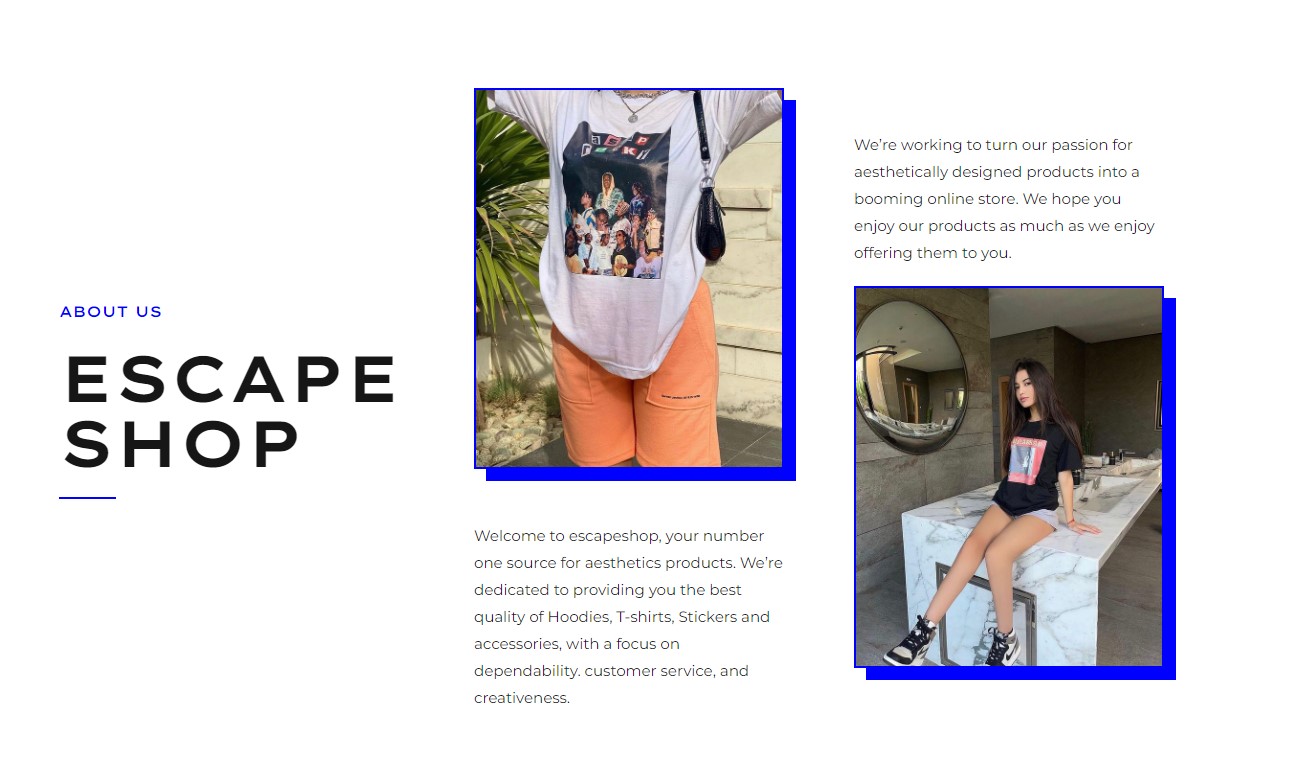 ABOUT US
ESCAPE
SHOP
Welcome to escapeshop, your number
one source for aesthetics products. We’re
dedicated to providing you the best
quality of Hoodies, T-shirts, Stickers and
accessories, with a focus on
dependability. customer service, and
creativeness.
We’re working to turn our passion for
aesthetically designed products into a
booming online store. We hope you
enjoy our products as much as we enjoy
offering them to you.